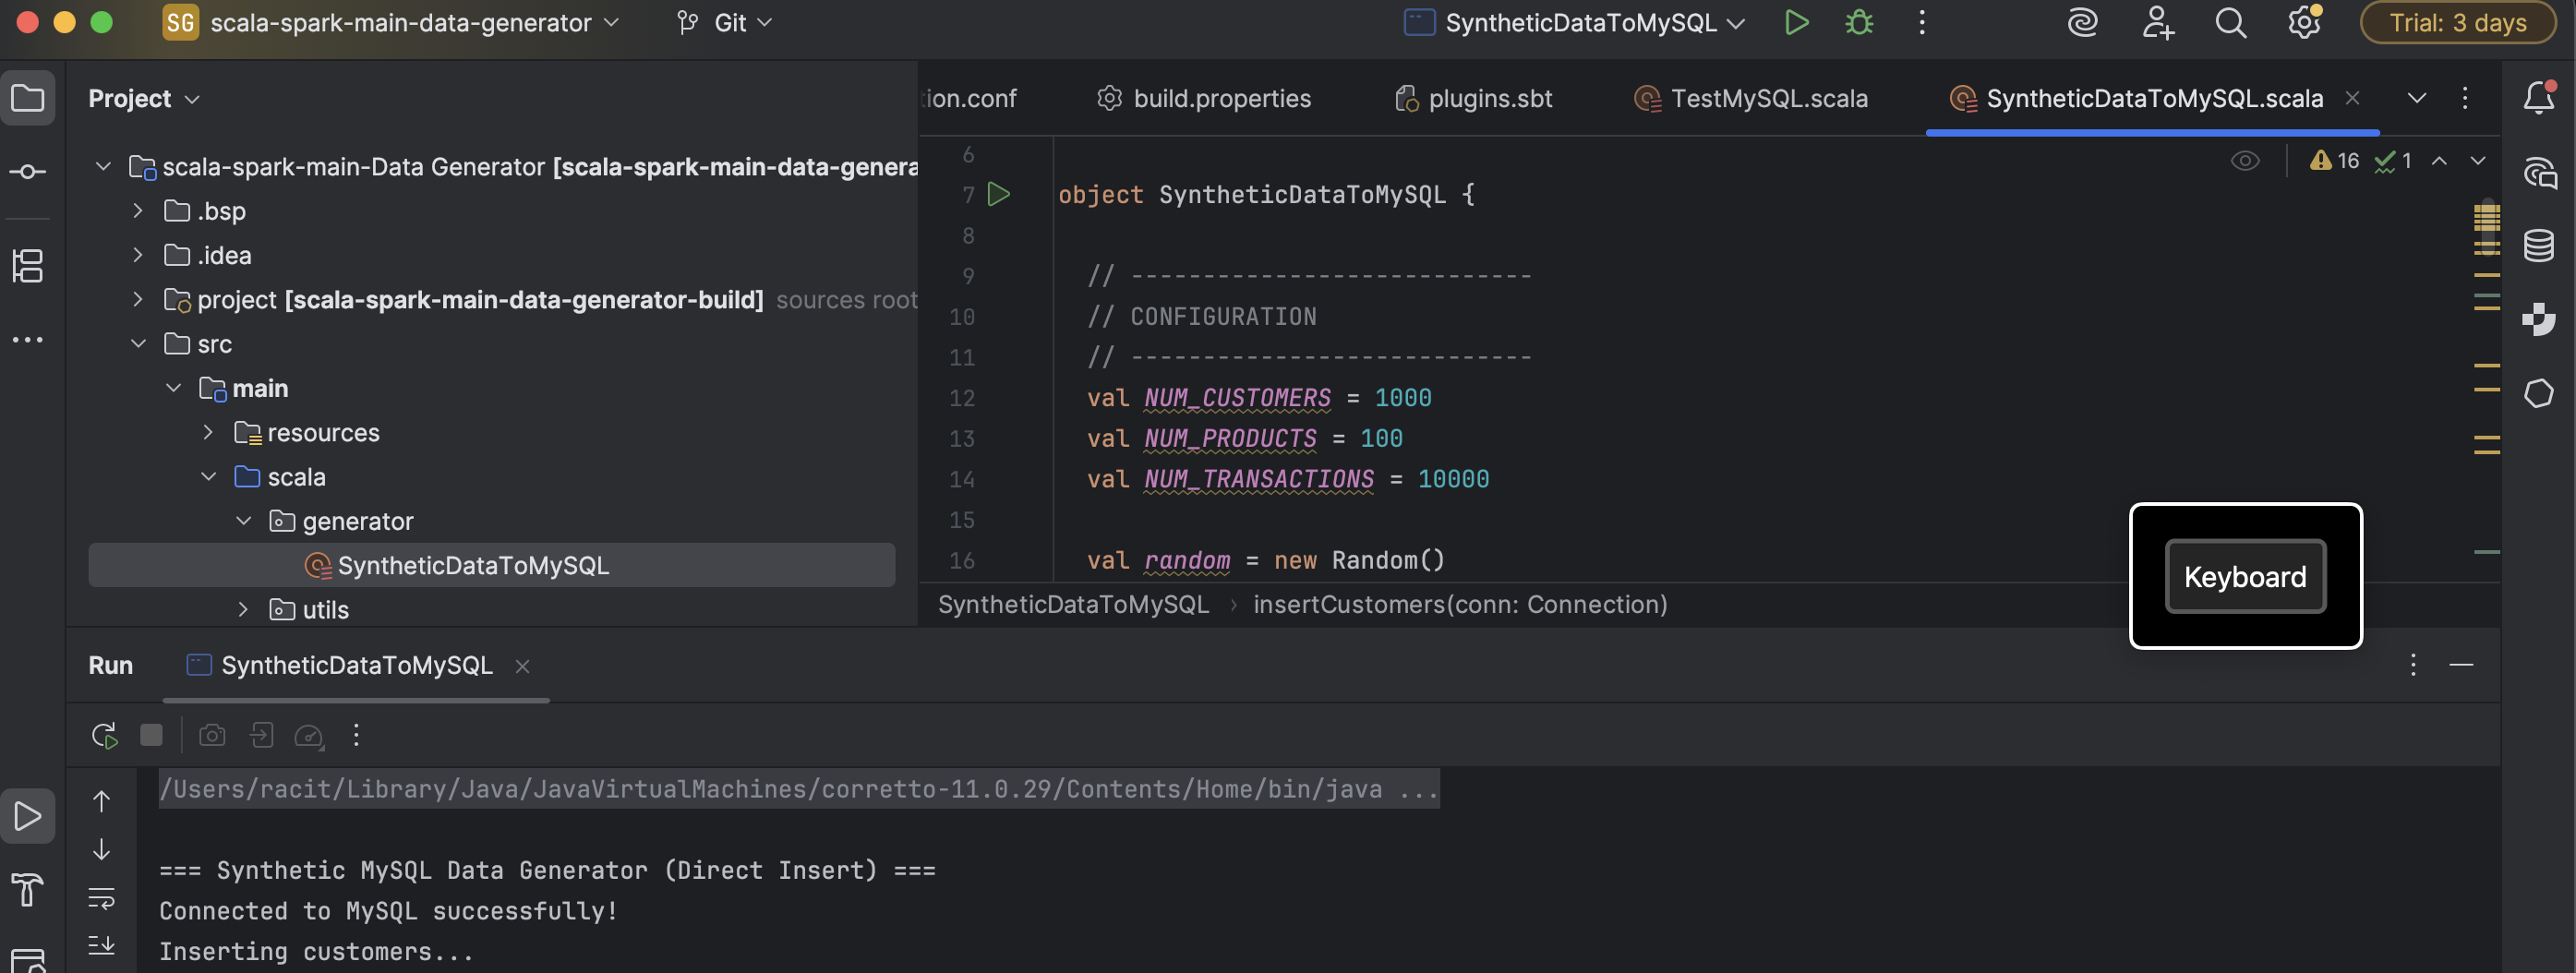 SG scala-spark-main-data-generator Git SyntheticDataToMySQL Trial: 3 days
Project
scala-spark-main-Data Generator [scala-spark-main-data-genera
.bsp
.idea
project [scala-spark-main-data-generator-build] sources root
src
main
resources
scala
generator
SyntheticDataToMySQL
utils
tion.conf build.properties plugins.sbt TestMySQL.scala SyntheticDataToMySQL.scala
16 1
6
7 object SyntheticDataToMySQL {
8
9 // ----------------------------
10 // CONFIGURATION
11 // ----------------------------
12 val NUM_CUSTOMERS = 1000
13 val NUM_PRODUCTS = 100
14 val NUM_TRANSACTIONS = 10000
15
16 val random = new Random()
SyntheticDataToMySQL › insertCustomers(conn: Connection)
Keyboard
Run SyntheticDataToMySQL
/Users/racit/Library/Java/JavaVirtualMachines/corretto-11.0.29/Contents/Home/bin/java ...
=== Synthetic MySQL Data Generator (Direct Insert) ===
Connected to MySQL successfully!
Inserting customers...